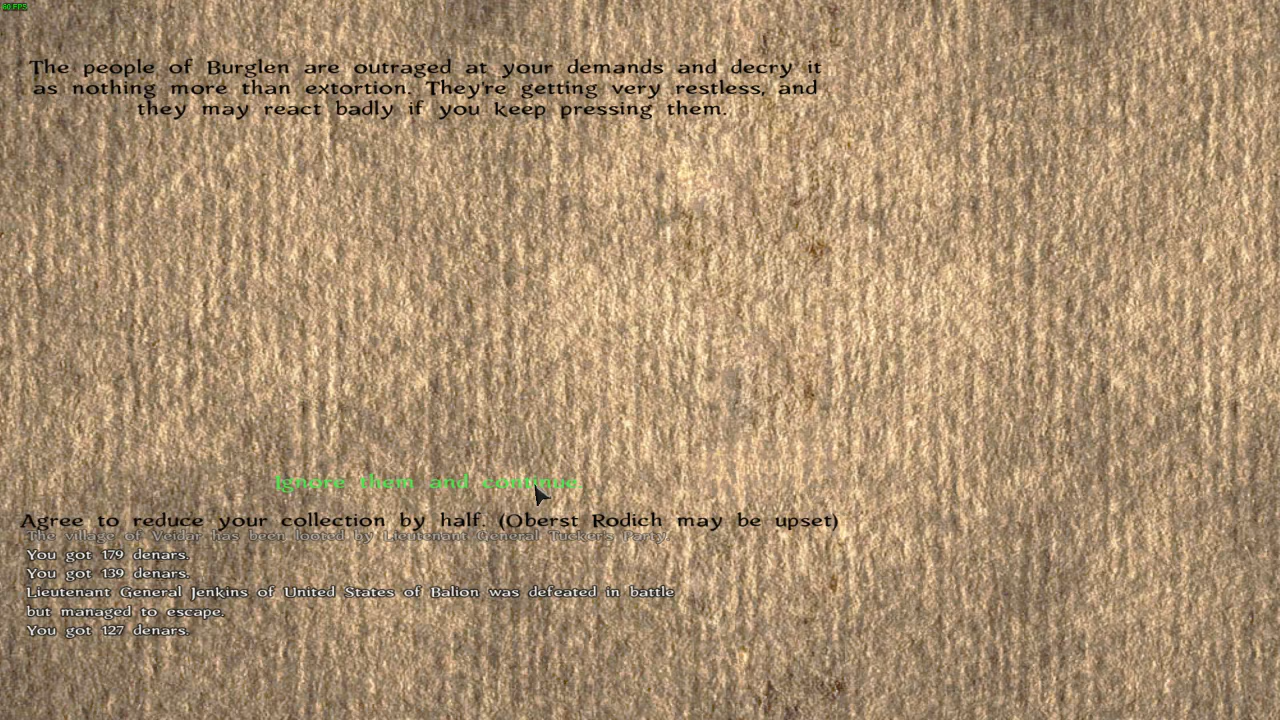 60 FPS
The people of Burglen are outraged at your demands and decry it
as nothing more than extortion. They're getting very restless, and
they may react badly if you keep pressing them.
Ignore them and continue.
Agree to reduce your collection by half. (Oberst Rodich may be upset)
The village of Veidar has been looted by Lieutenant General Tucker's Party.
You got 179 denars.
You got 139 denars.
Lieutenant General Jenkins of United States of Balion was defeated in battle
but managed to escape.
You got 127 denars.